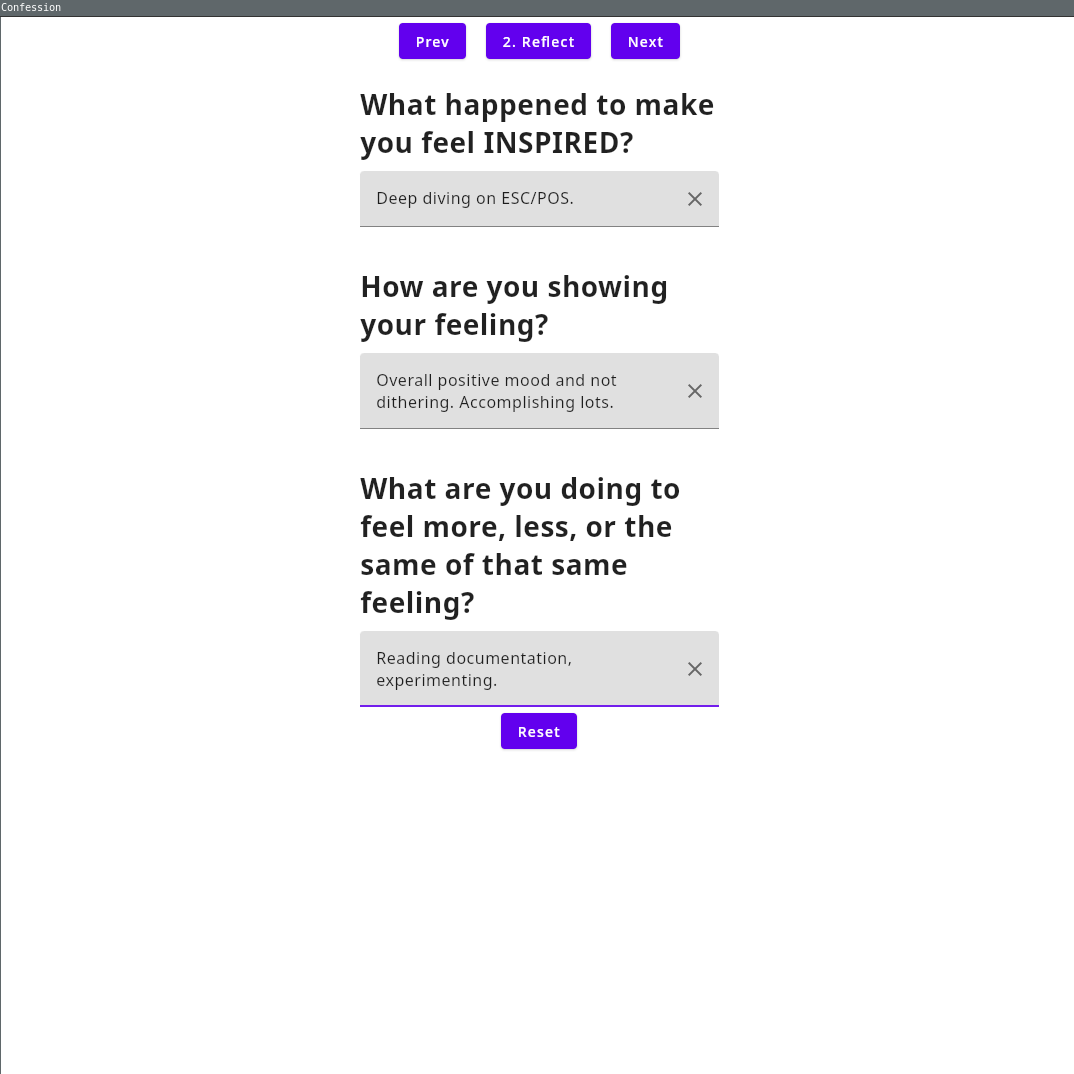 Confession
Prev 2. Reflect Next
What happened to make
you feel INSPIRED?
Deep diving on ESC/POS.
How are you showing
your feeling?
Overall positive mood and not
dithering. Accomplishing lots.
What are you doing to
feel more, less, or the
same of that same
feeling?
Reading documentation,
experimenting.
Reset